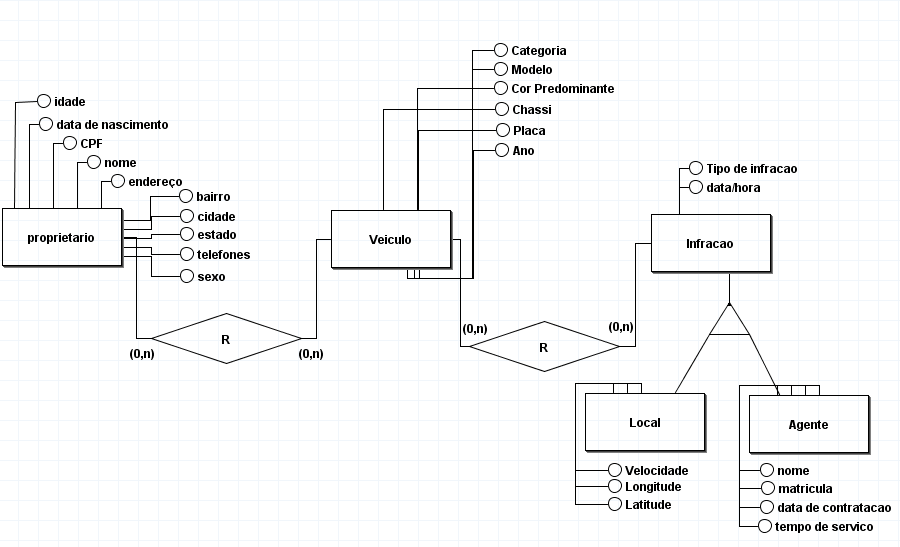 Categoria
Modelo
Cor Predominante
Chassi
Placa
Ano
idade
data de nascimento
CPF
nome
endereço
bairro
cidade
estado
telefones
sexo
proprietario
Veiculo
Tipo de infracao
data/hora
Infracao
R
(0,n)
(0,n)
R
(0,n)
(0,n)
Local
Velocidade
Longitude
Latitude
Agente
nome
matricula
data de contratacao
tempo de servico